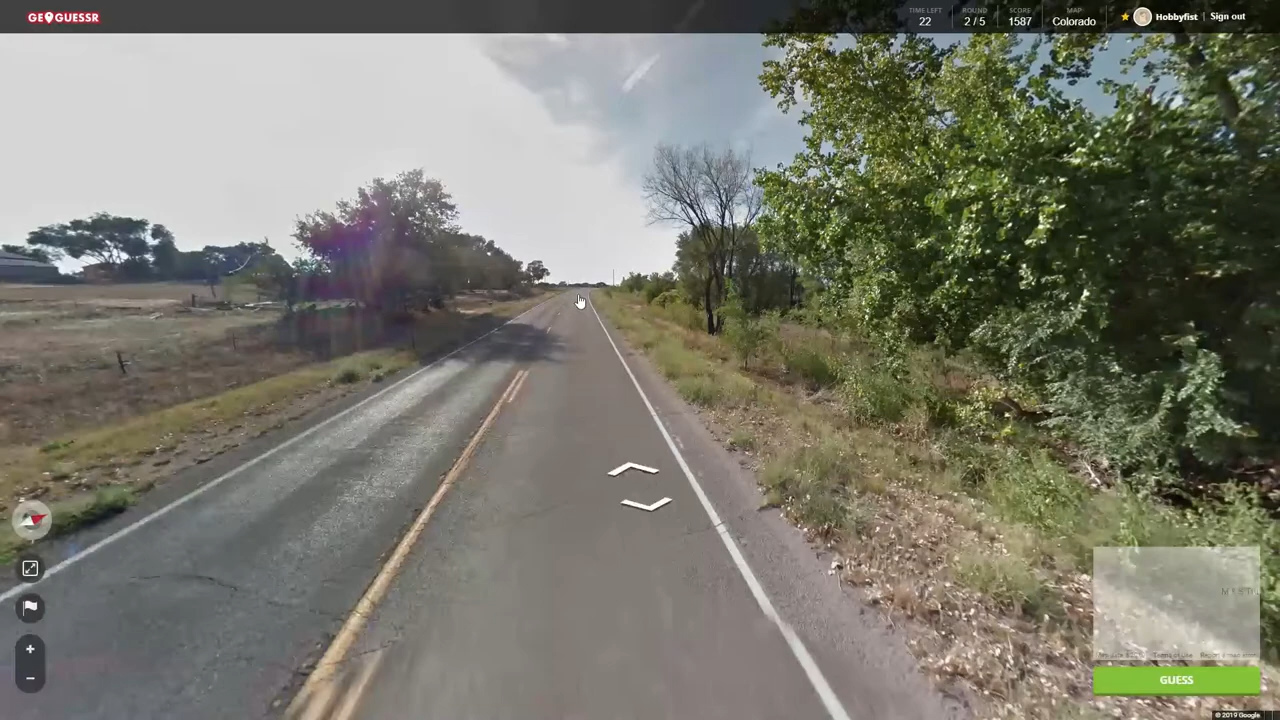 GEOGUESSR
TIME LEFT
22
ROUND
2 / 5
SCORE
1587
MAP
Colorado
Hobbyfist
Sign out
GUESS
© 2019 Google